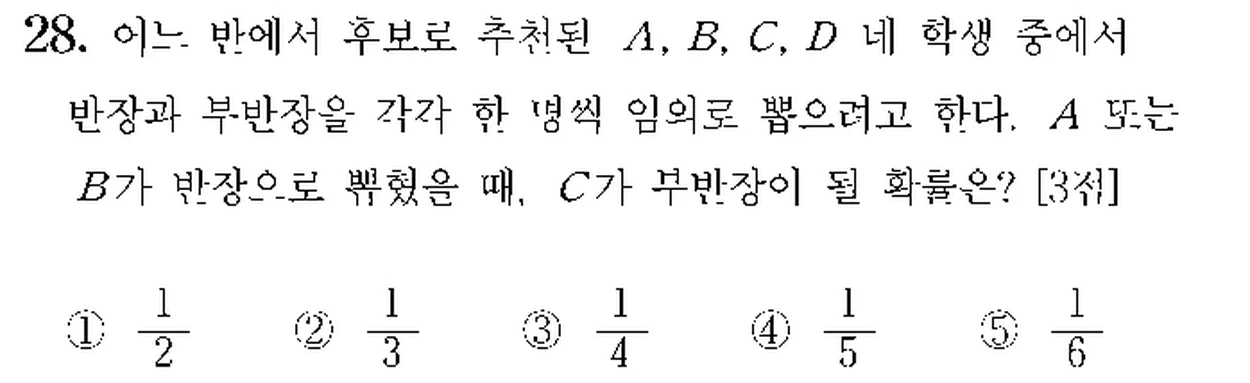 28. 어느 반에서 후보로 추천된 A, B, C, D 네 학생 중에서
반장과 부반장을 각각 한 명씩 임의로 뽑으려고 한다. A 또는
B가 반장으로 뽑혔을 때, C가 부반장이 될 확률은? [3점]
① 1/2 ② 1/3 ③ 1/4 ④ 1/5 ⑤ 1/6